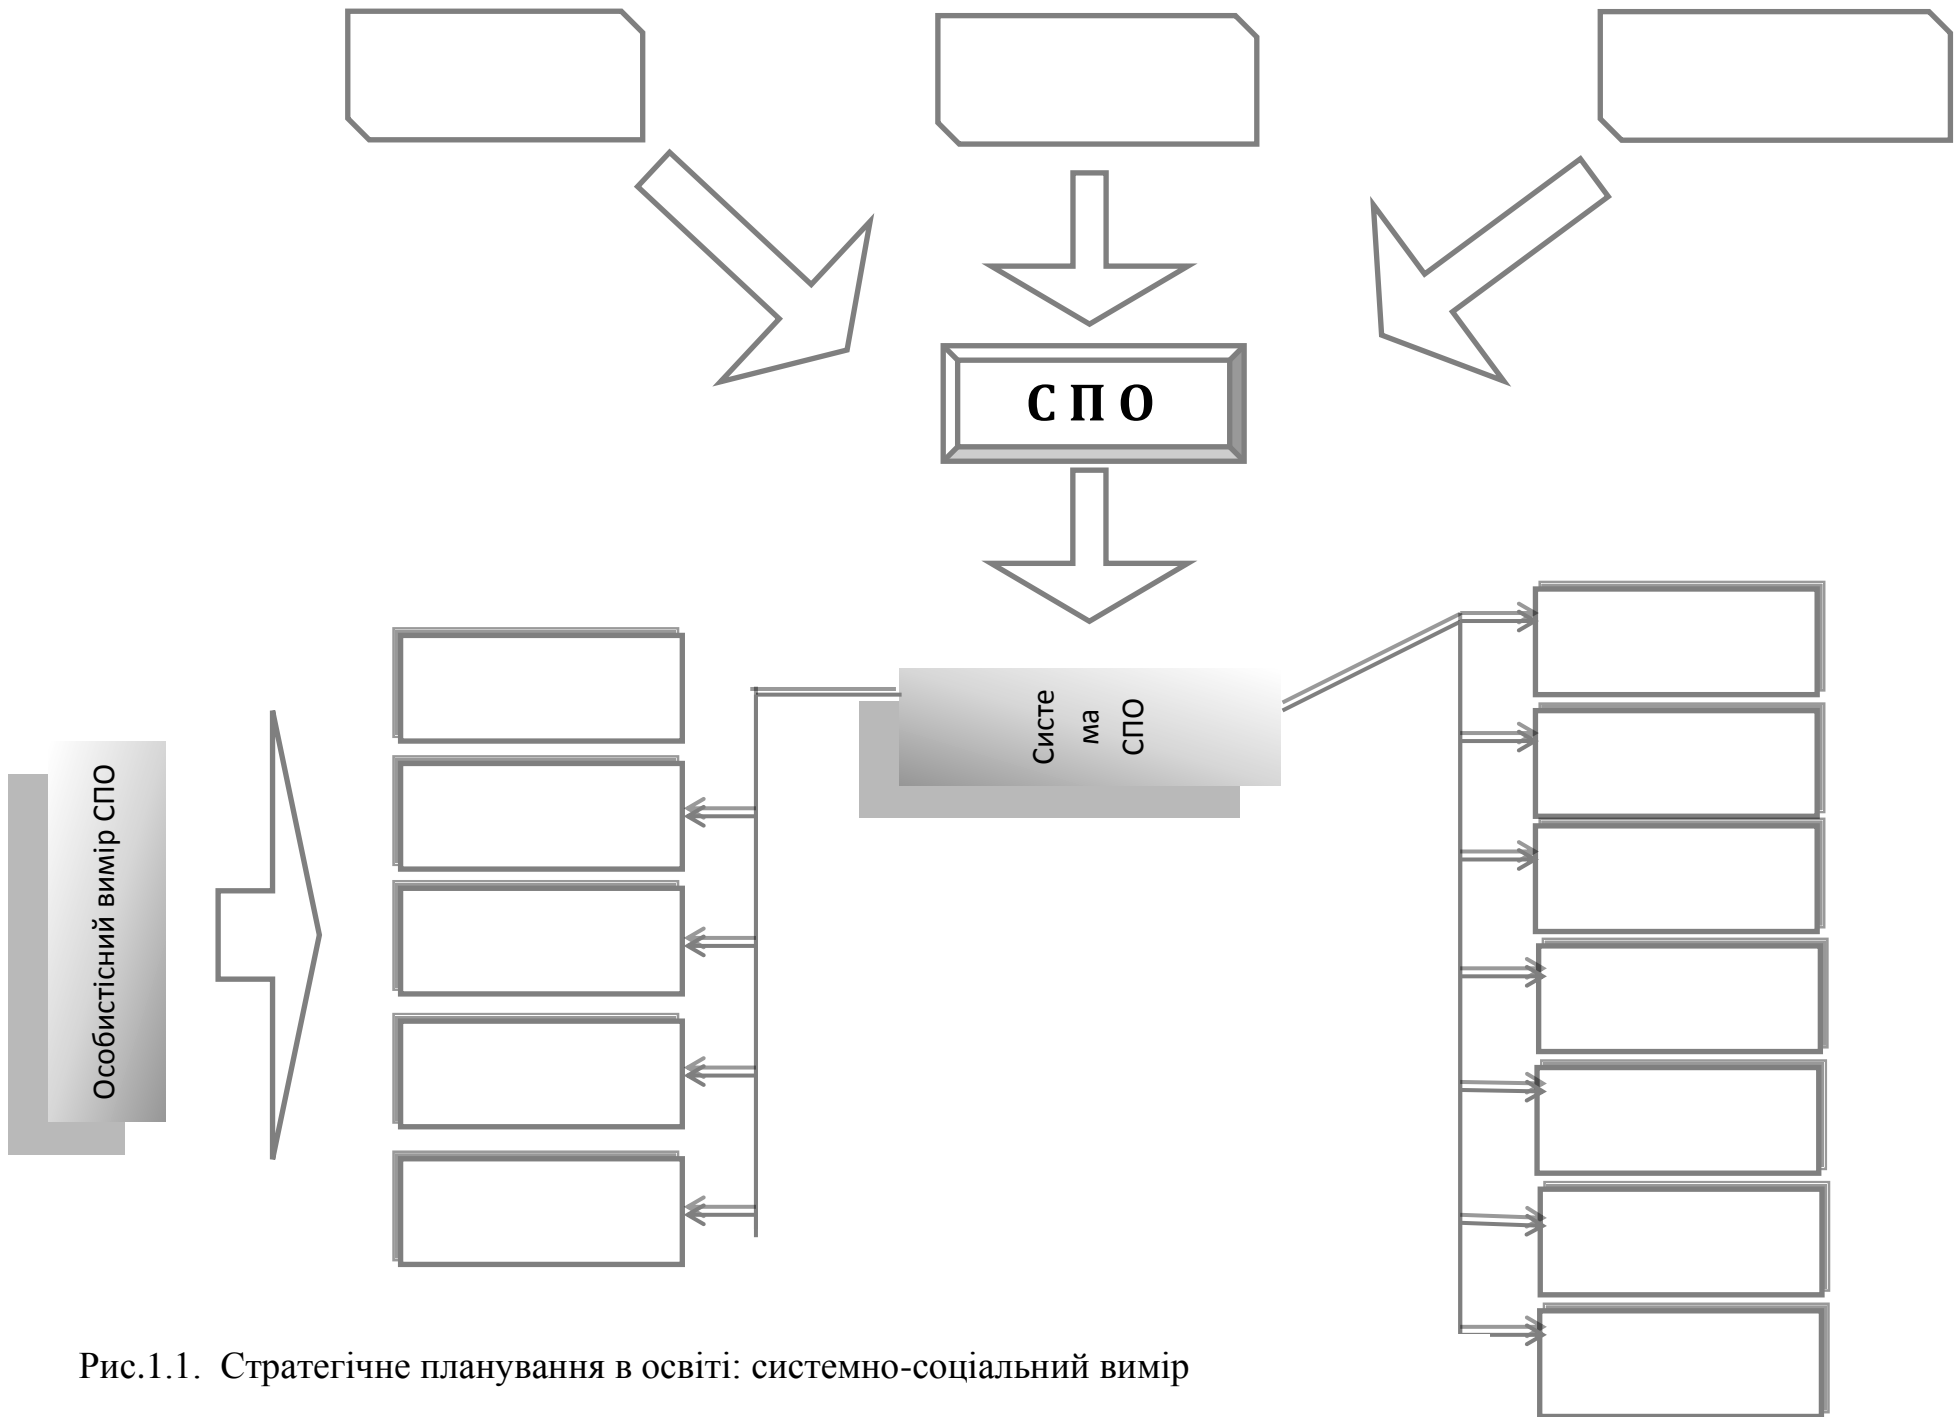 С П О
Систе
ма
СПО
Особистісний вимір СПО
Рис.1.1. Стратегічне планування в освіті: системно-соціальний вимір